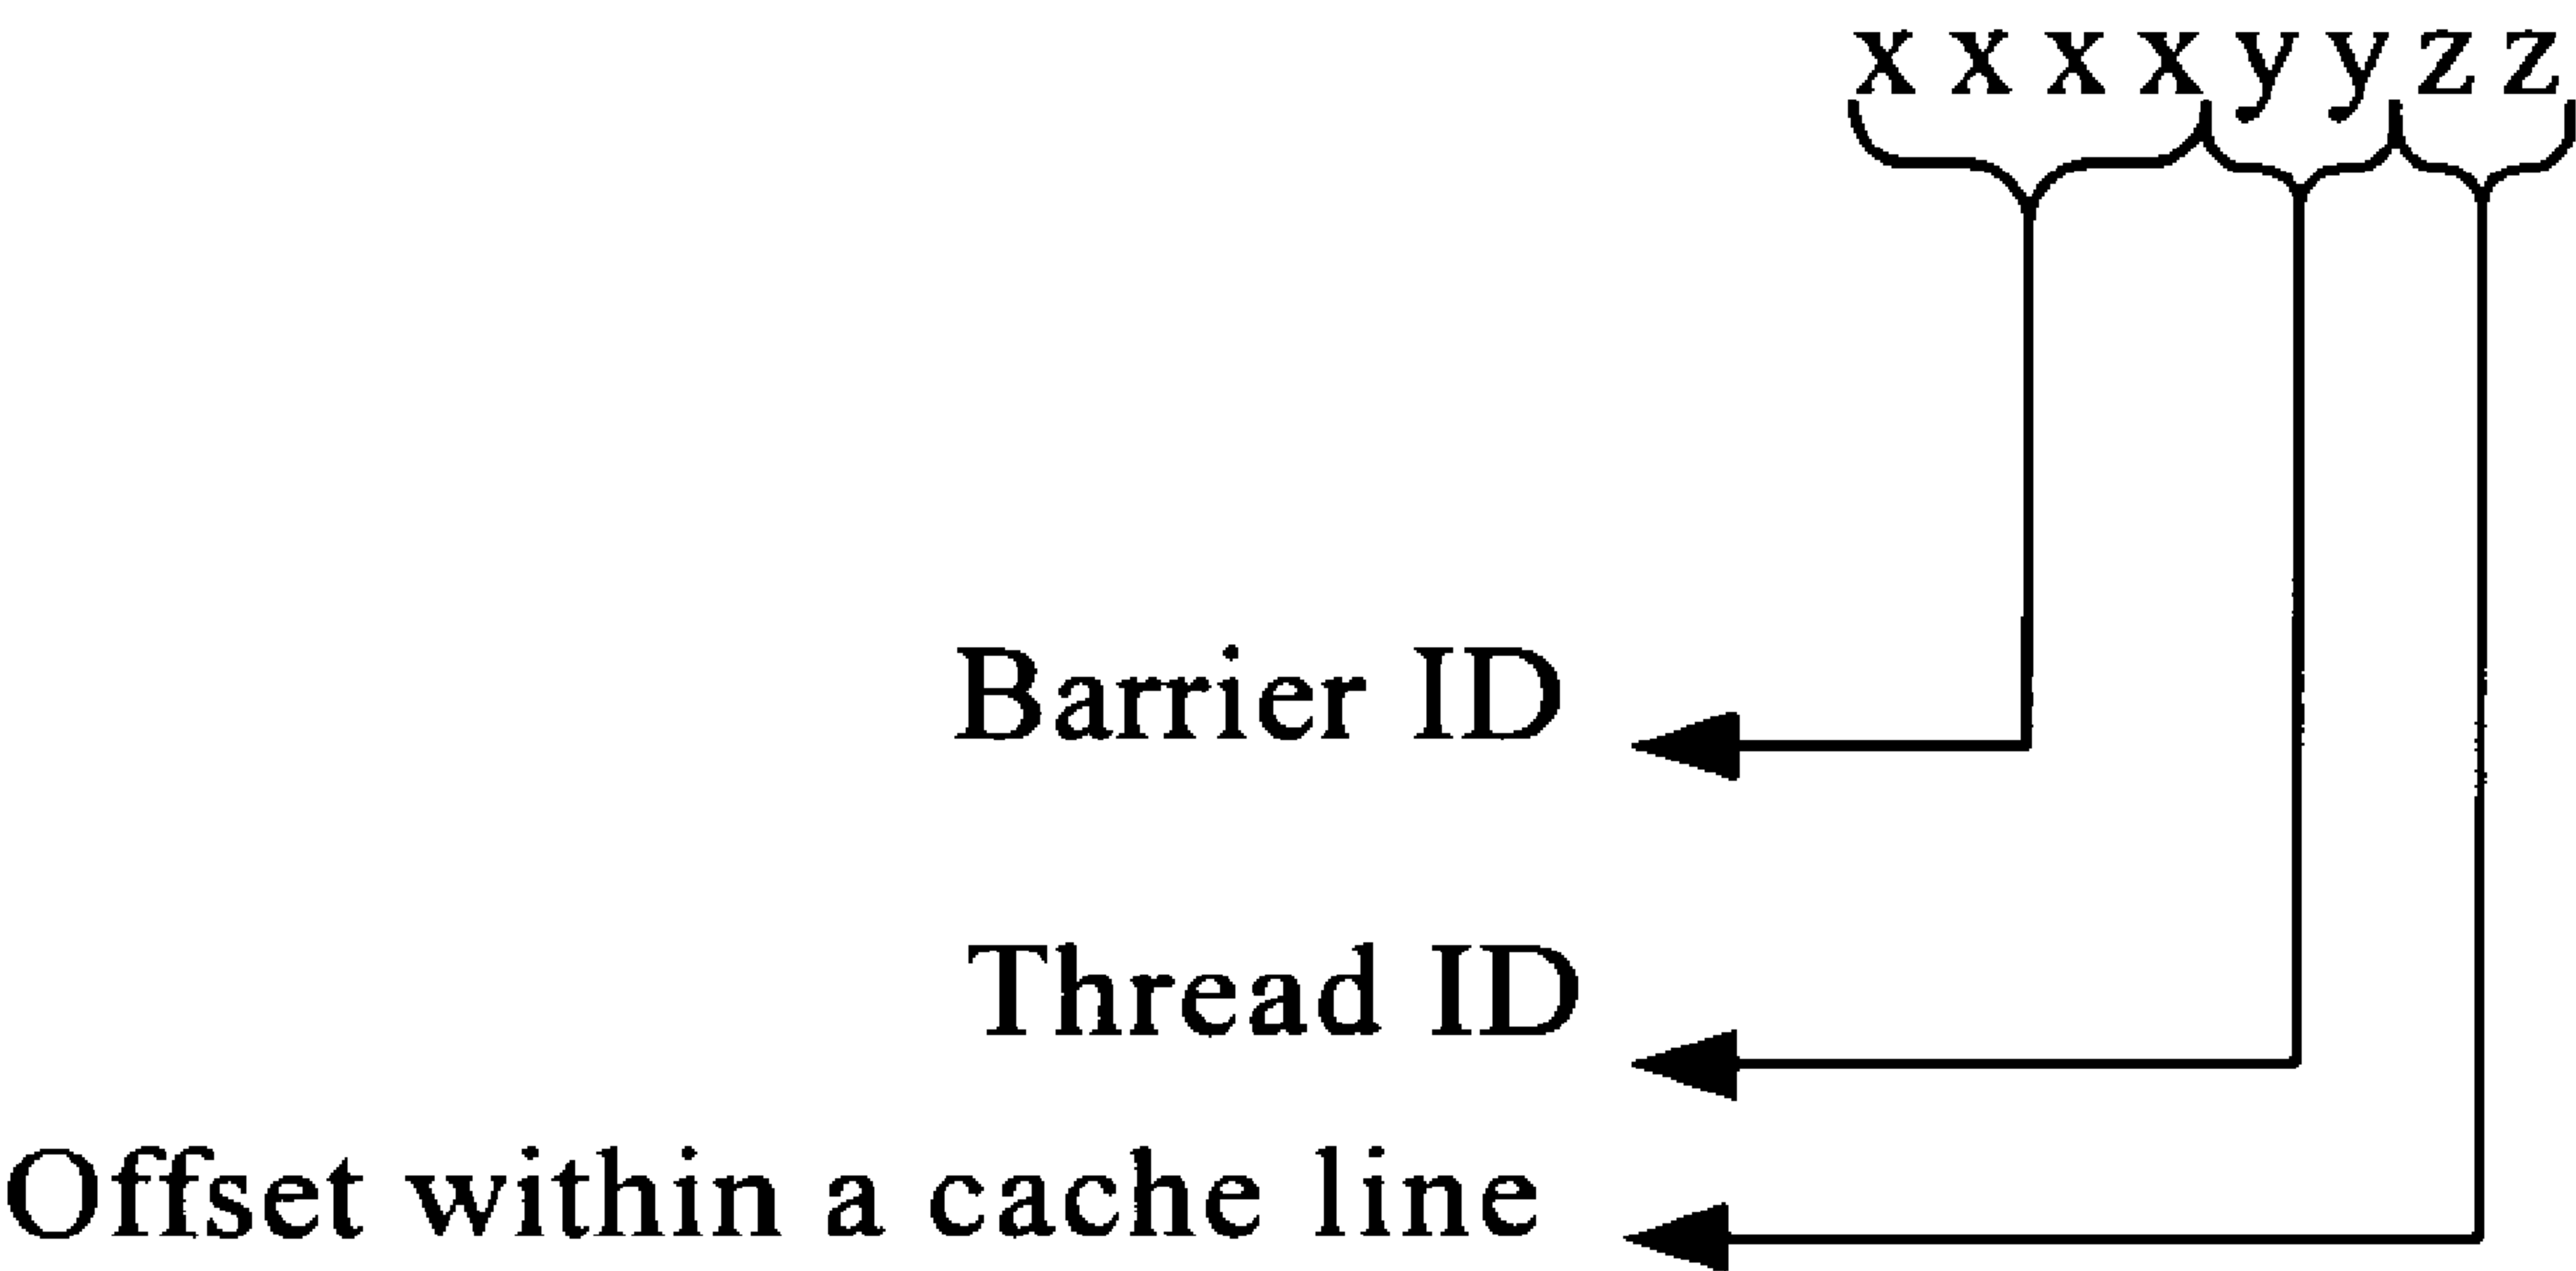 x x x x y y z z
Barrier ID
Thread ID
Offset within a cache line